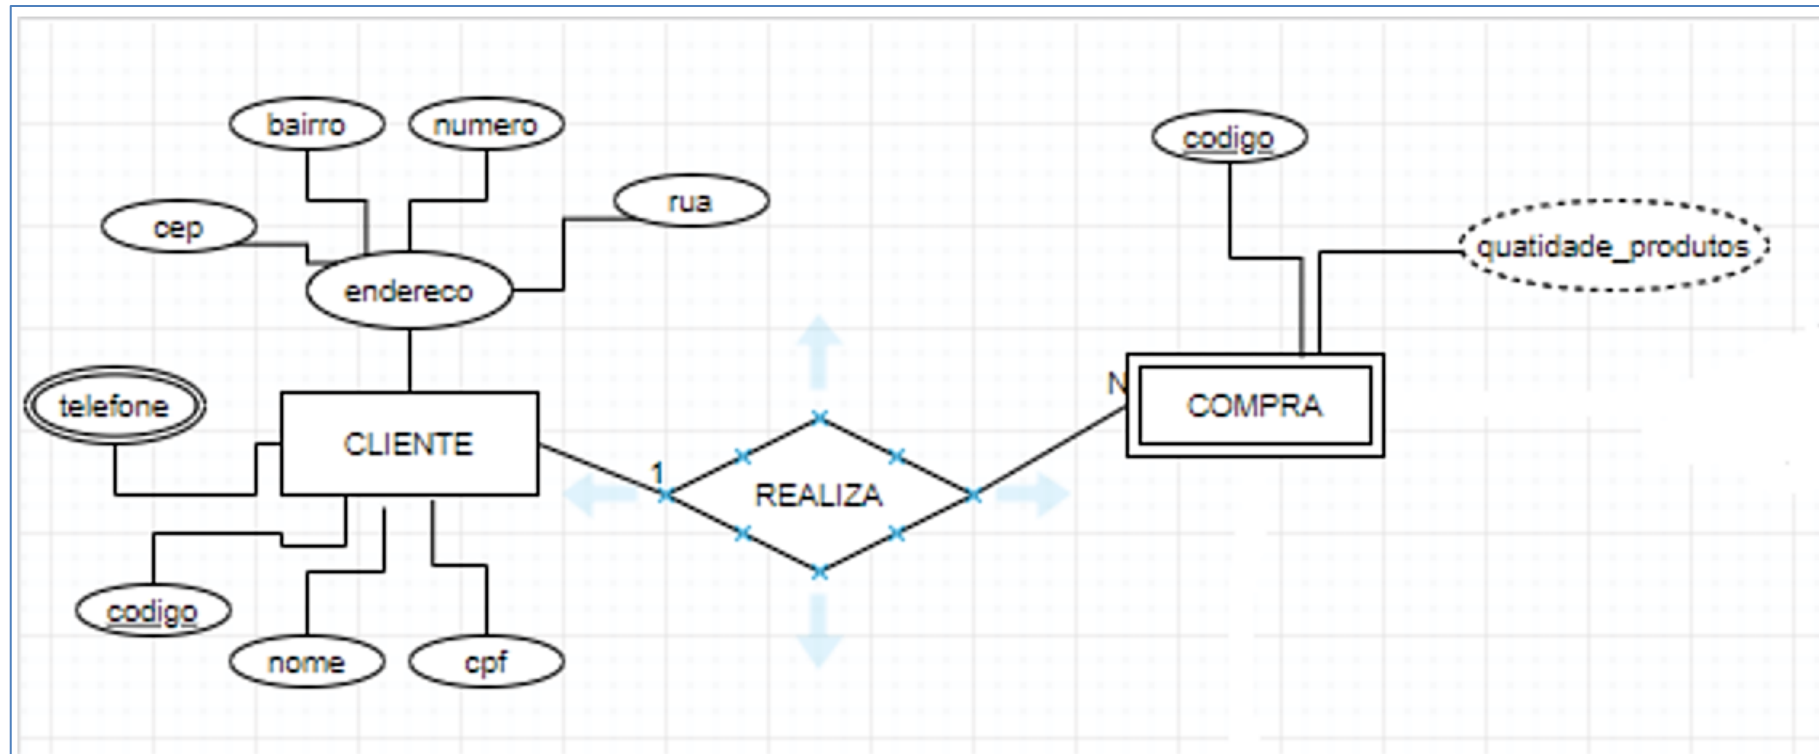 bairro
numero
codigo
cep
rua
quatidade_produtos
endereco
telefone
CLIENTE
1
REALIZA
N
COMPRA
codigo
nome
cpf